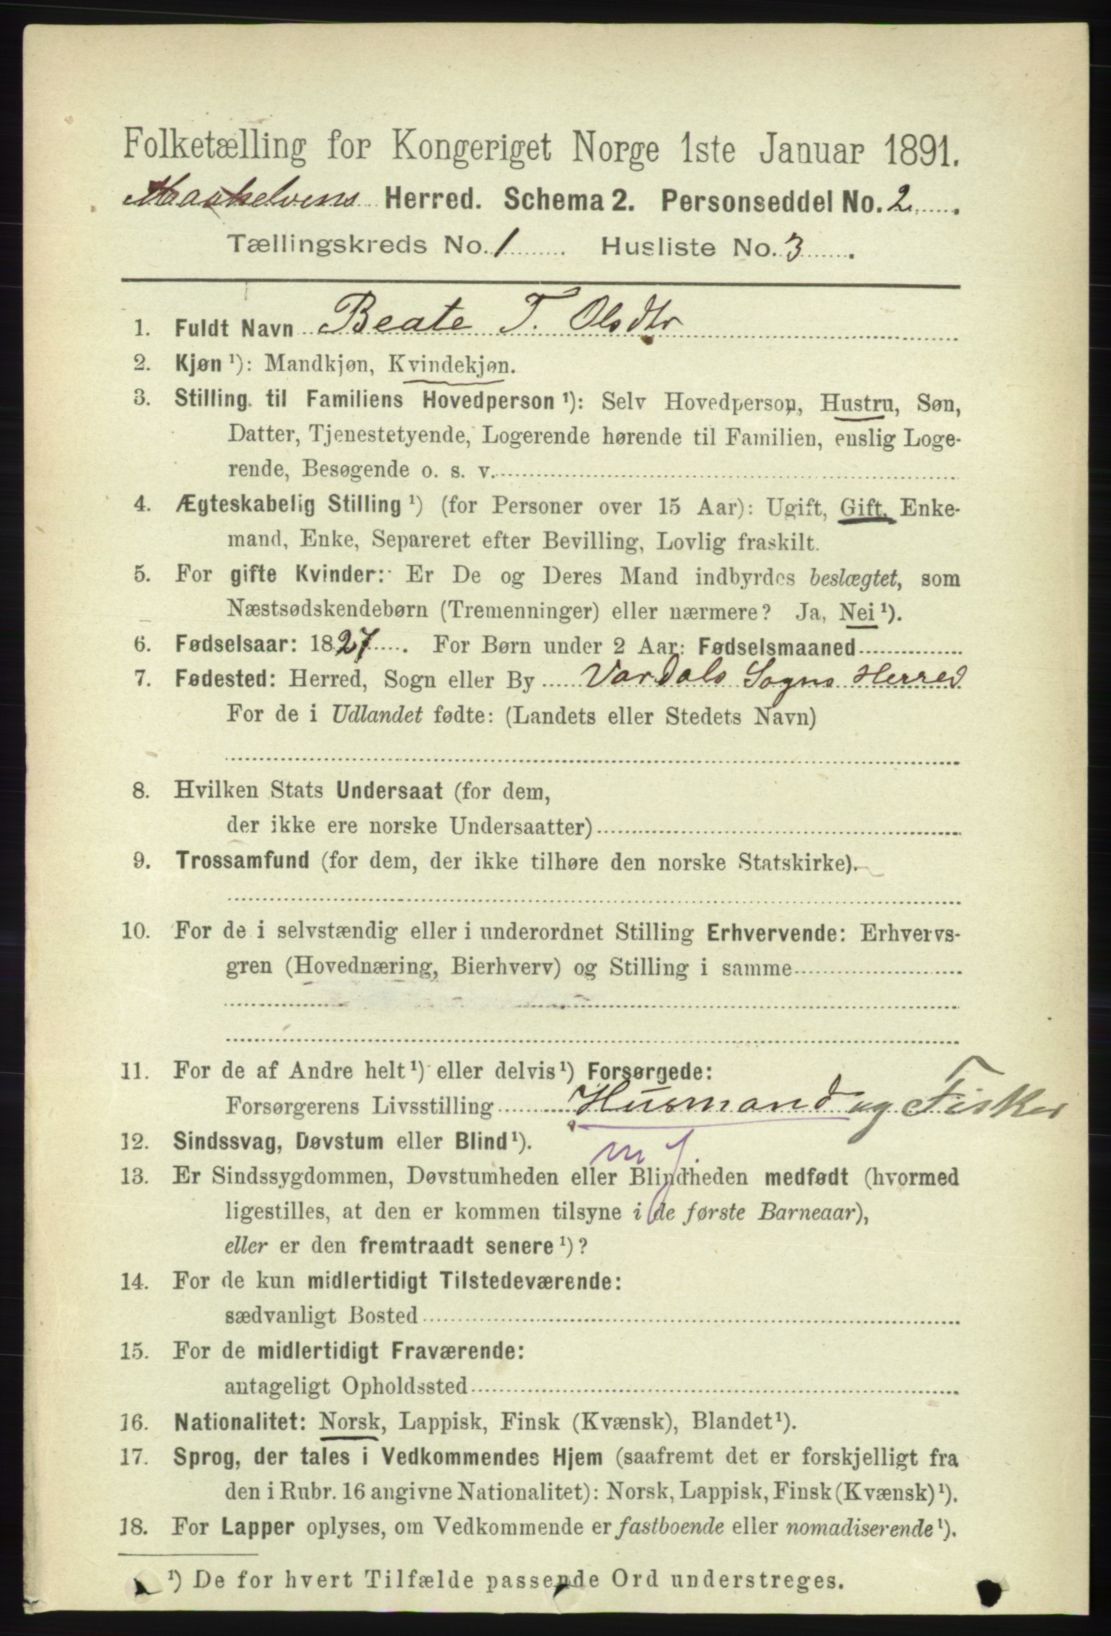 Folketælling for Kongeriget Norge 1ste Januar 1891.
Maaselvens Herred. Schema 2. Personseddel No. 2
Tællingskreds No. 1 Husliste No. 3.
1. Fuldt Navn Beate T. Olsdtr
2. Kjøn ¹): Mandkjøn, Kvindekjøn.
3. Stilling til Familiens Hovedperson ¹): Selv Hovedperson, Hustru, Søn,
Datter, Tjenestetyende, Logerende hørende til Familien, enslig Loge-
rende, Besøgende o. s. v.
4. Ægteskabelig Stilling ¹) (for Personer over 15 Aar): Ugift, Gift, Enke-
mand, Enke, Separeret efter Bevilling, Lovlig fraskilt.
5. For gifte Kvinder: Er De og Deres Mand indbyrdes beslægtet, som
Næstsødskendebørn (Tremenninger) eller nærmere? Ja, Nei ¹).
6. Fødselsaar: 1827. For Børn under 2 Aar: Fødselsmaaned
7. Fødested: Herred, Sogn eller By Vardals Sogns Herred
For de i Udlandet fødte: (Landets eller Stedets Navn)
8. Hvilken Stats Undersaat (for dem,
der ikke ere norske Undersaatter)
9. Trossamfund (for dem, der ikke tilhøre den norske Statskirke).
10. For de i selvstændig eller i underordnet Stilling Erhvervende: Erhvervs-
gren (Hovednæring, Bierhverv) og Stilling i samme
11. For de af Andre helt ¹) eller delvis ¹) Forsørgede:
Forsørgerens Livsstilling Husmand og Fisker
12. Sindssvag, Døvstum eller Blind ¹). m f.
13. Er Sindssygdommen, Døvstumheden eller Blindheden medfødt (hvormed
ligestilles, at den er kommen tilsyne i de første Barneaar),
eller er den fremtraadt senere ¹)?
14. For de kun midlertidigt Tilstedeværende:
sædvanligt Bosted
15. For de midlertidigt Fraværende:
antageligt Opholdssted
16. Nationalitet: Norsk, Lappisk, Finsk (Kvænsk), Blandet ¹).
17. Sprog, der tales i Vedkommendes Hjem (saafremt det er forskjelligt fra
den i Rubr. 16 angivne Nationalitet): Norsk, Lappisk, Finsk (Kvænsk) ¹).
18. For Lapper oplyses, om Vedkommende er fastboende eller nomadiserende ¹).
¹) De for hvert Tilfælde passende Ord understreges.